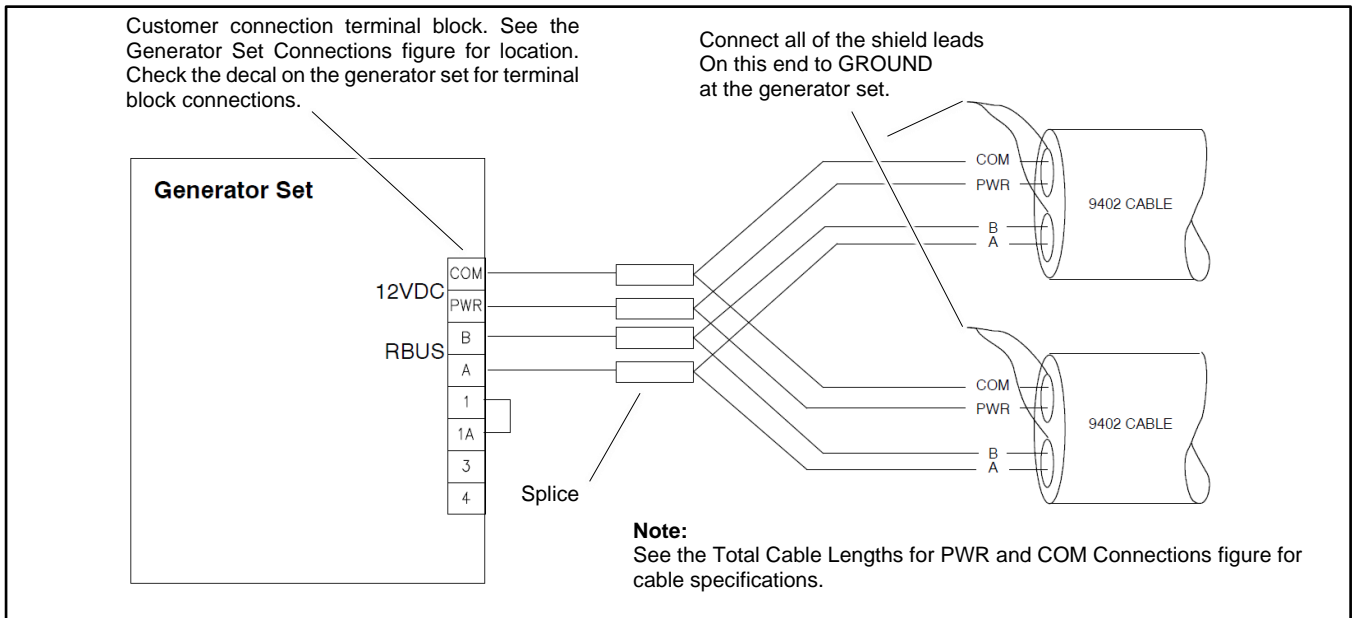 Customer connection terminal block. See the
Generator Set Connections figure for location.
Check the decal on the generator set for terminal
block connections.
Connect all of the shield leads
On this end to GROUND
at the generator set.
Generator Set
12VDC
RBUS
COM
PWR
B
A
1
1A
3
4
Splice
COM
PWR
B
A
9402 CABLE
COM
PWR
B
A
9402 CABLE
Note:
See the Total Cable Lengths for PWR and COM Connections figure for
cable specifications.